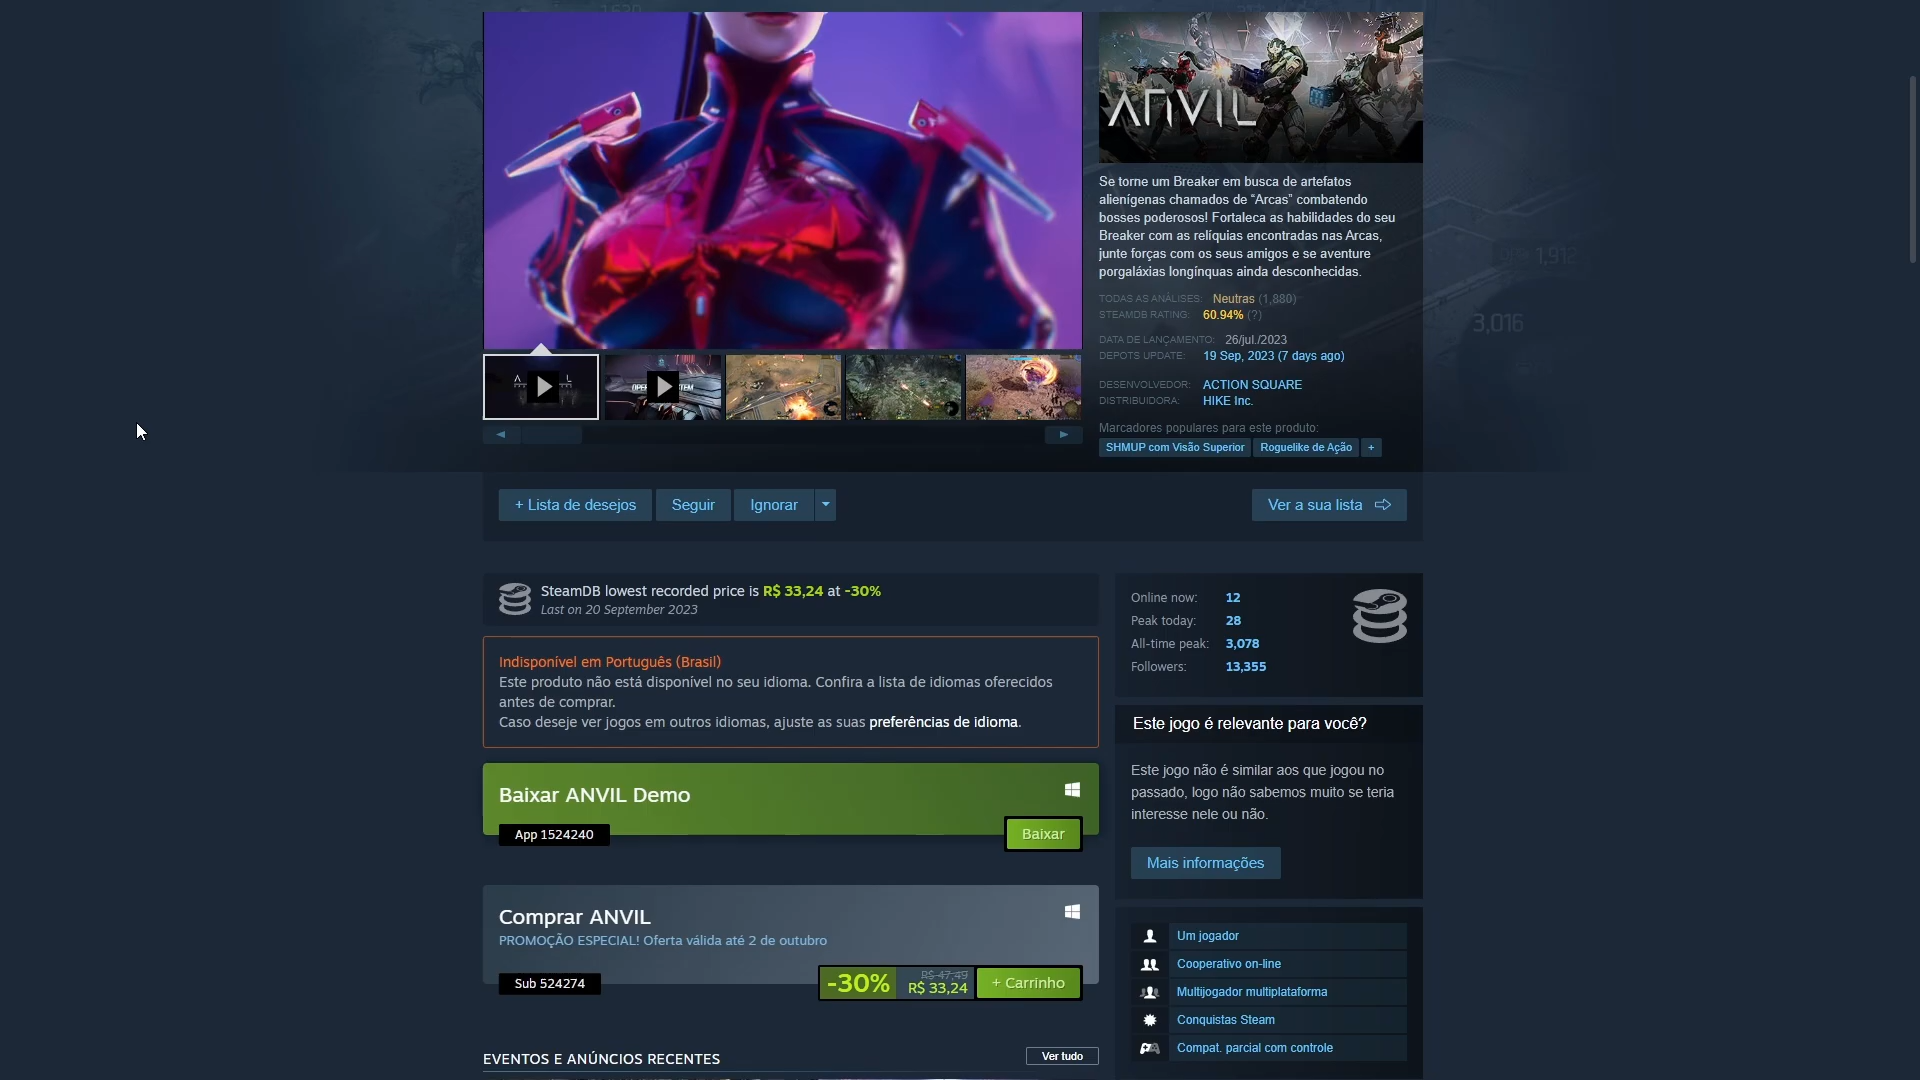 ANVIL
Se torne um Breaker em busca de artefatos
alienígenas chamados de “Arcas” combatendo
bosses poderosos! Fortaleca as habilidades do seu
Breaker com as relíquias encontradas nas Arcas,
junte forças com os seus amigos e se aventure
porgaláxias longínquas ainda desconhecidas.
TODAS AS ANÁLISES: Neutras (1,880)
STEAMDB RATING: 60.94% (?)
DATA DE LANÇAMENTO: 26/jul./2023
DEPOTS UPDATE: 19 Sep, 2023 (7 days ago)
DESENVOLVEDOR: ACTION SQUARE
DISTRIBUIDORA: HIKE Inc.
Marcadores populares para este produto:
SHMUP com Visão Superior Roguelike de Ação +
1,912
3,016
+ Lista de desejos Seguir Ignorar Ver a sua lista
SteamDB lowest recorded price is R$ 33,24 at -30%
Last on 20 September 2023
Indisponível em Português (Brasil)
Este produto não está disponível no seu idioma. Confira a lista de idiomas oferecidos
antes de comprar.
Caso deseje ver jogos em outros idiomas, ajuste as suas preferências de idioma.
Baixar ANVIL Demo
App 1524240
Baixar
Comprar ANVIL
PROMOÇÃO ESPECIAL! Oferta válida até 2 de outubro
Sub 524274
-30% R$ 47,49 R$ 33,24 + Carrinho
EVENTOS E ANÚNCIOS RECENTES
Ver tudo
Online now: 12
Peak today: 28
All-time peak: 3,078
Followers: 13,355
Este jogo é relevante para você?
Este jogo não é similar aos que jogou no
passado, logo não sabemos muito se teria
interesse nele ou não.
Mais informações
Um jogador
Cooperativo on-line
Multijogador multiplataforma
Conquistas Steam
Compat. parcial com controle